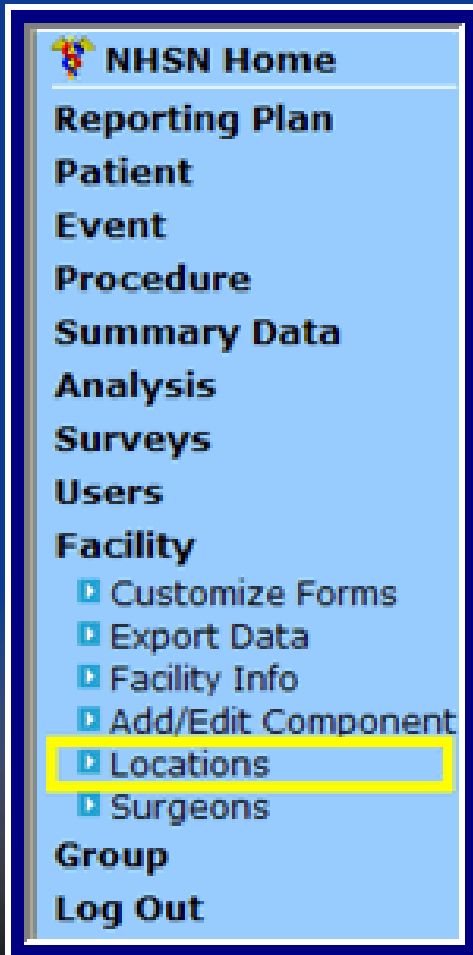 NHSN Home
Reporting Plan
Patient
Event
Procedure
Summary Data
Analysis
Surveys
Users
Facility
Customize Forms
Export Data
Facility Info
Add/Edit Component
Locations
Surgeons
Group
Log Out